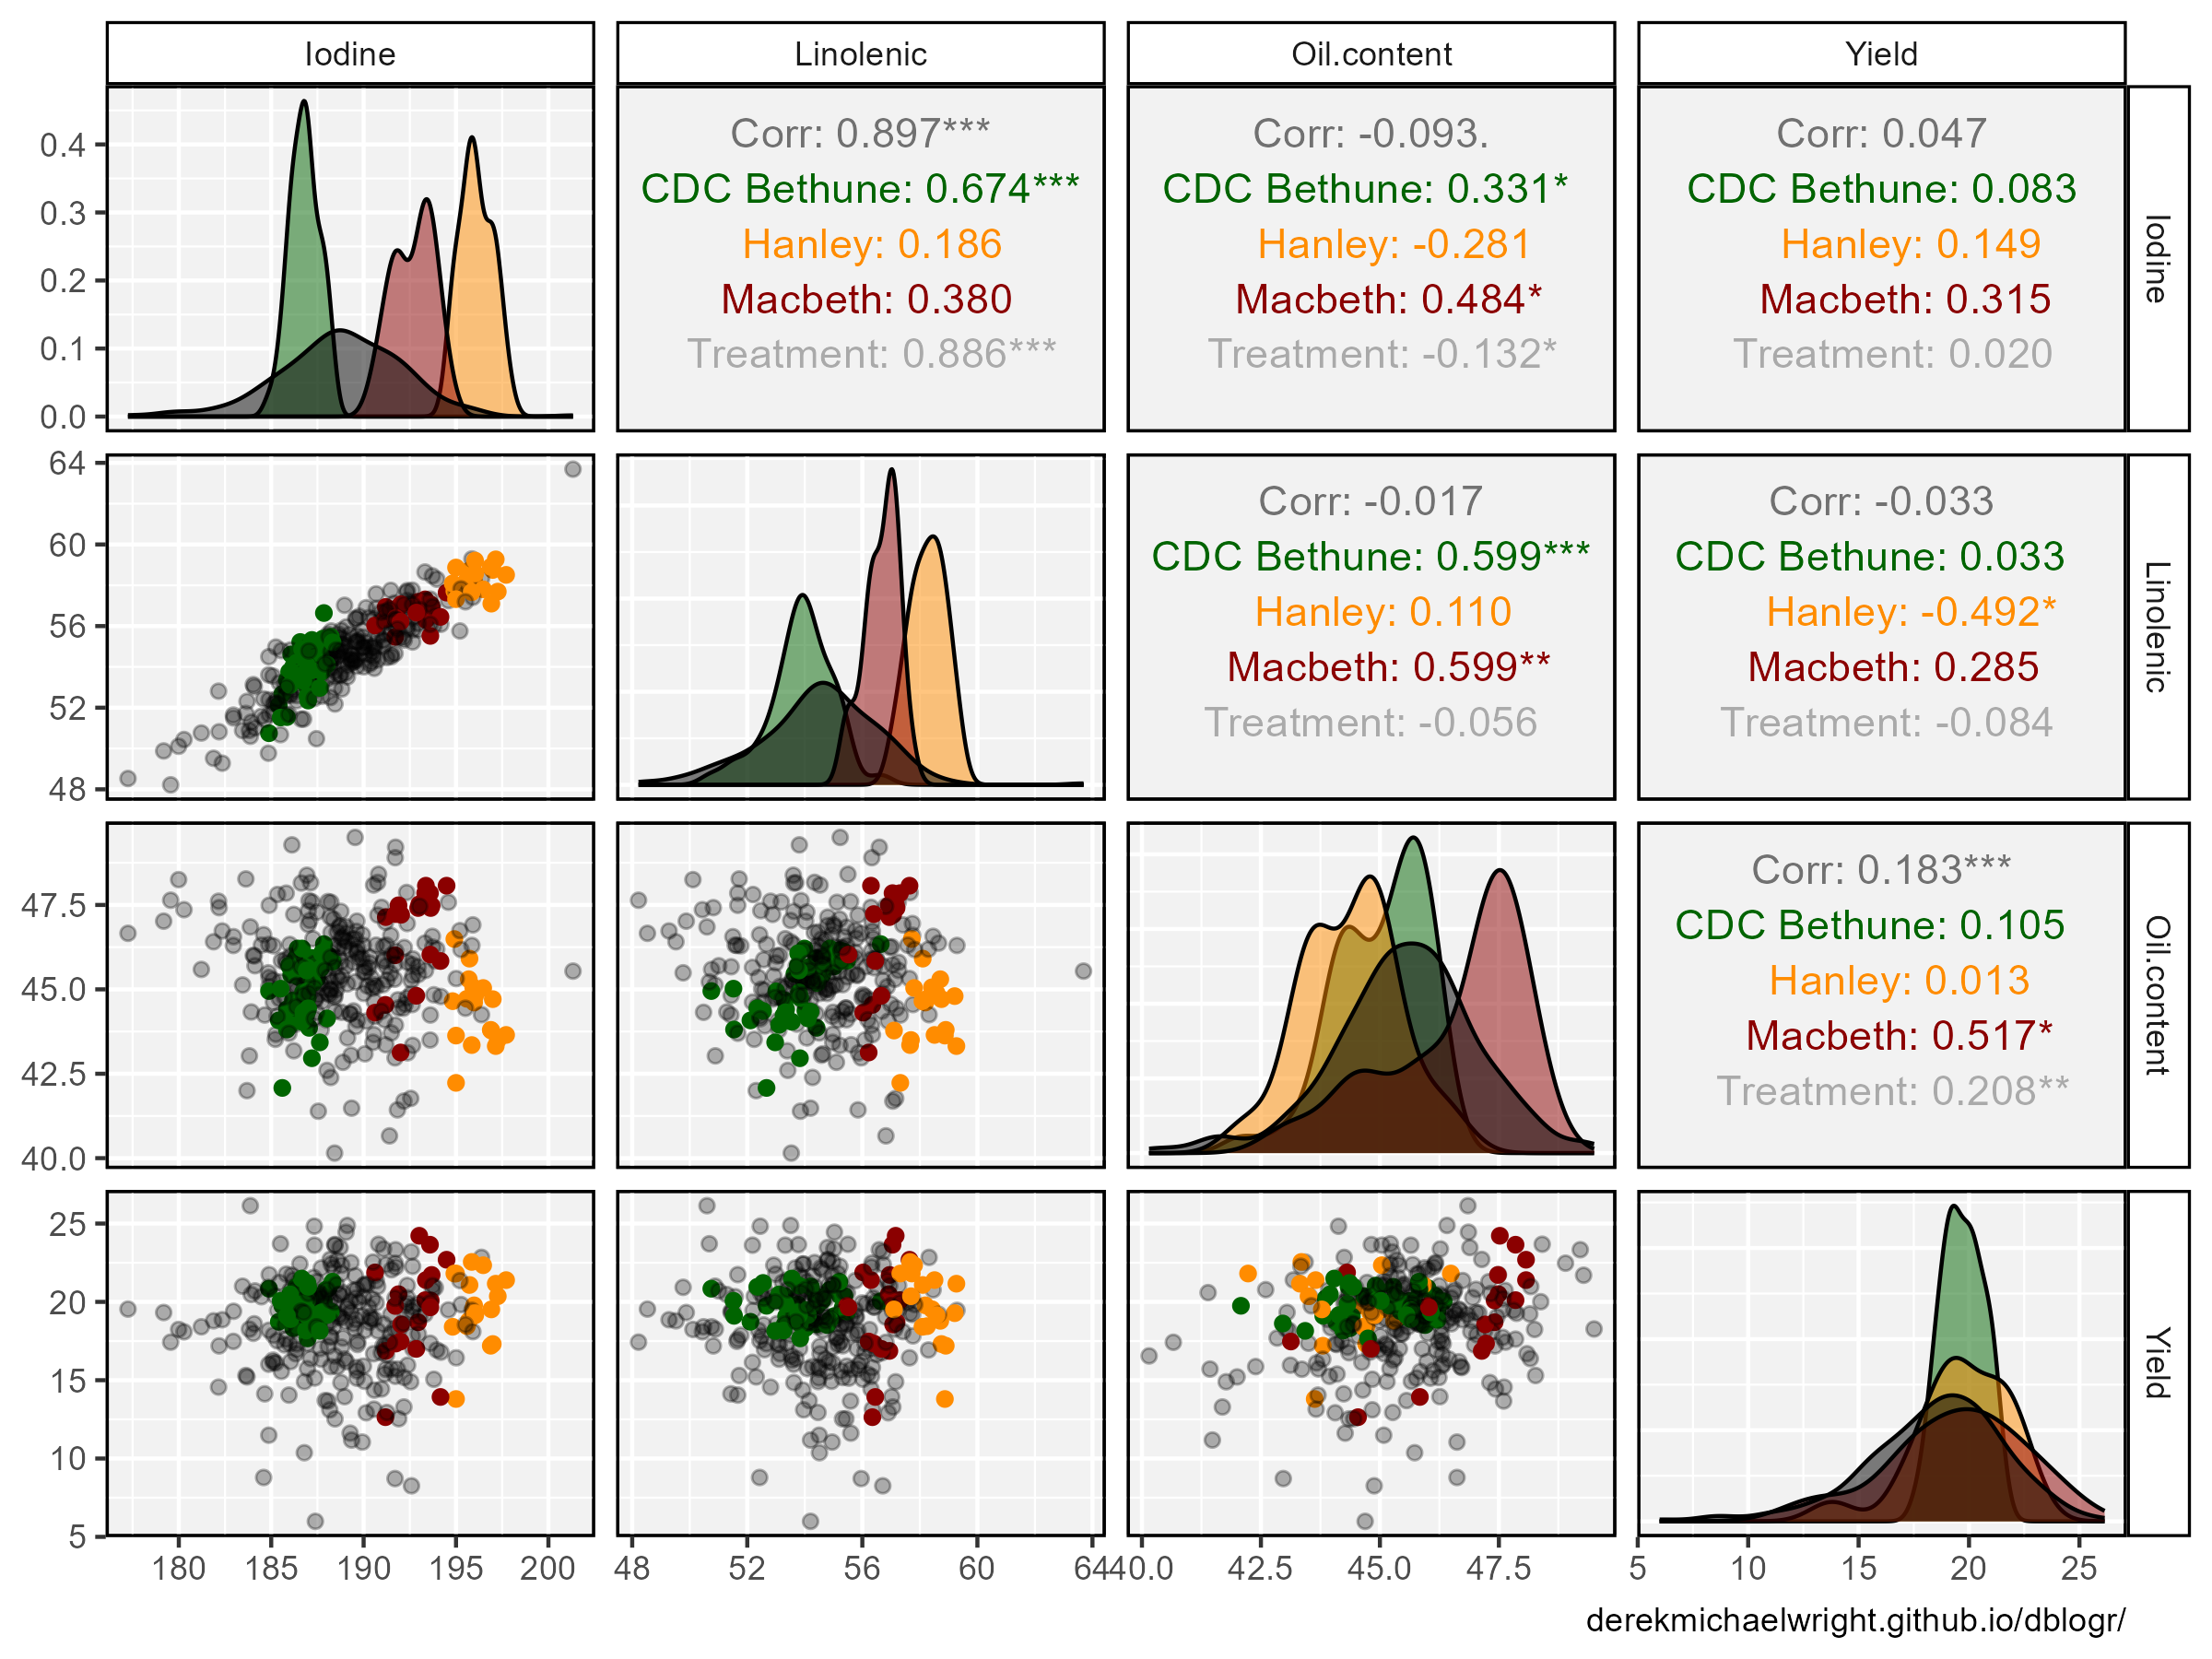 Iodine
Linolenic
Oil.content
Yield
0.4
0.3
0.2
0.1
0.0
Corr: 0.897***
CDC Bethune: 0.674***
Hanley: 0.186
Macbeth: 0.380
Treatment: 0.886***
Corr: -0.093.
CDC Bethune: 0.331*
Hanley: -0.281
Macbeth: 0.484*
Treatment: -0.132*
Corr: 0.047
CDC Bethune: 0.083
Hanley: 0.149
Macbeth: 0.315
Treatment: 0.020
Iodine
64
60
56
52
48
Corr: -0.017
CDC Bethune: 0.599***
Hanley: 0.110
Macbeth: 0.599**
Treatment: -0.056
Corr: -0.033
CDC Bethune: 0.033
Hanley: -0.492*
Macbeth: 0.285
Treatment: -0.084
Linolenic
47.5
45.0
42.5
40.0
Corr: 0.183***
CDC Bethune: 0.105
Hanley: 0.013
Macbeth: 0.517*
Treatment: 0.208**
Oil.content
25
20
15
10
5
Yield
180 185 190 195 200
48 52 56 60 64
40.0 42.5 45.0 47.5
5 10 15 20 25
derekmichaelwright.github.io/dblogr/